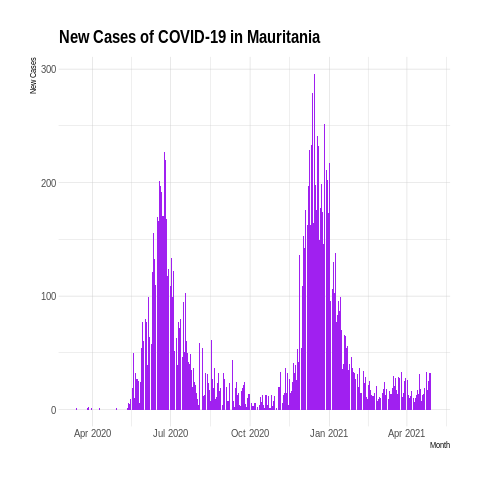 New Cases of COVID-19 in Mauritania
New Cases
300
200
100
0
Apr 2020 Jul 2020 Oct 2020 Jan 2021 Apr 2021
Month